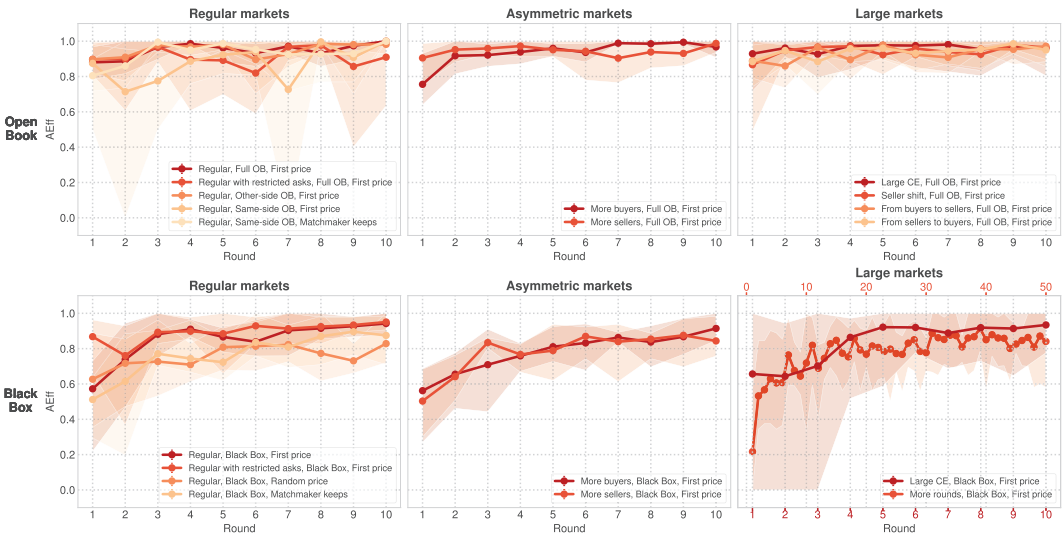 Regular markets
Asymmetric markets
Large markets
Open
Book
AEff
1.0
0.8
0.6
0.4
0.2
0.0
Regular, Full OB, First price
Regular with restricted asks, Full OB, First price
Regular, Other-side OB, First price
Regular, Same-side OB, First price
Regular, Same-side OB, Matchmaker keeps
More buyers, Full OB, First price
More sellers, Full OB, First price
Large CE, Full OB, First price
Seller shift, Full OB, First price
From buyers to sellers, Full OB, First price
From sellers to buyers, Full OB, First price
1 2 3 4 5 6 7 8 9 10
1 2 3 4 5 6 7 8 9 10
1 2 3 4 5 6 7 8 9 10
Round
Round
Round
Regular markets
Asymmetric markets
Large markets
0 10 20 30 40 50
Black
Box
AEff
1.0
0.8
0.6
0.4
0.2
0.0
Regular, Black Box, First price
Regular with restricted asks, Black Box, First price
Regular, Black Box, Random price
Regular, Black Box, Matchmaker keeps
More buyers, Black Box, First price
More sellers, Black Box, First price
Large CE, Black Box, First price
More rounds, Black Box, First price
1 2 3 4 5 6 7 8 9 10
1 2 3 4 5 6 7 8 9 10
1 2 3 4 5 6 7 8 9 10
Round
Round
Round